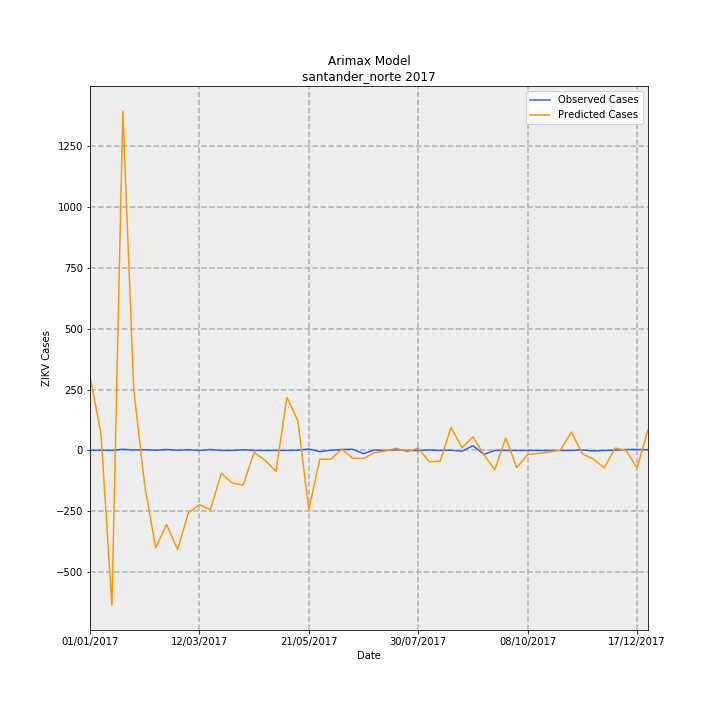 Arimax Model
santander_norte 2017
Observed Cases
Predicted Cases
1250
1000
750
500
250
0
−250
−500
ZIKV Cases
01/01/2017
12/03/2017
21/05/2017
30/07/2017
08/10/2017
17/12/2017
Date